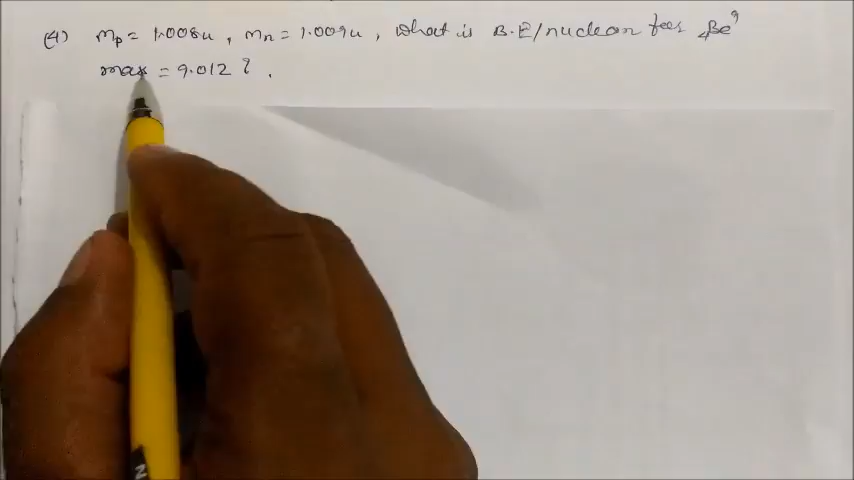 (4) mp = 1.008u , mn = 1.009u , what is B.E/nucleon for ₄Be⁹
mass = 9.012 ? .
N